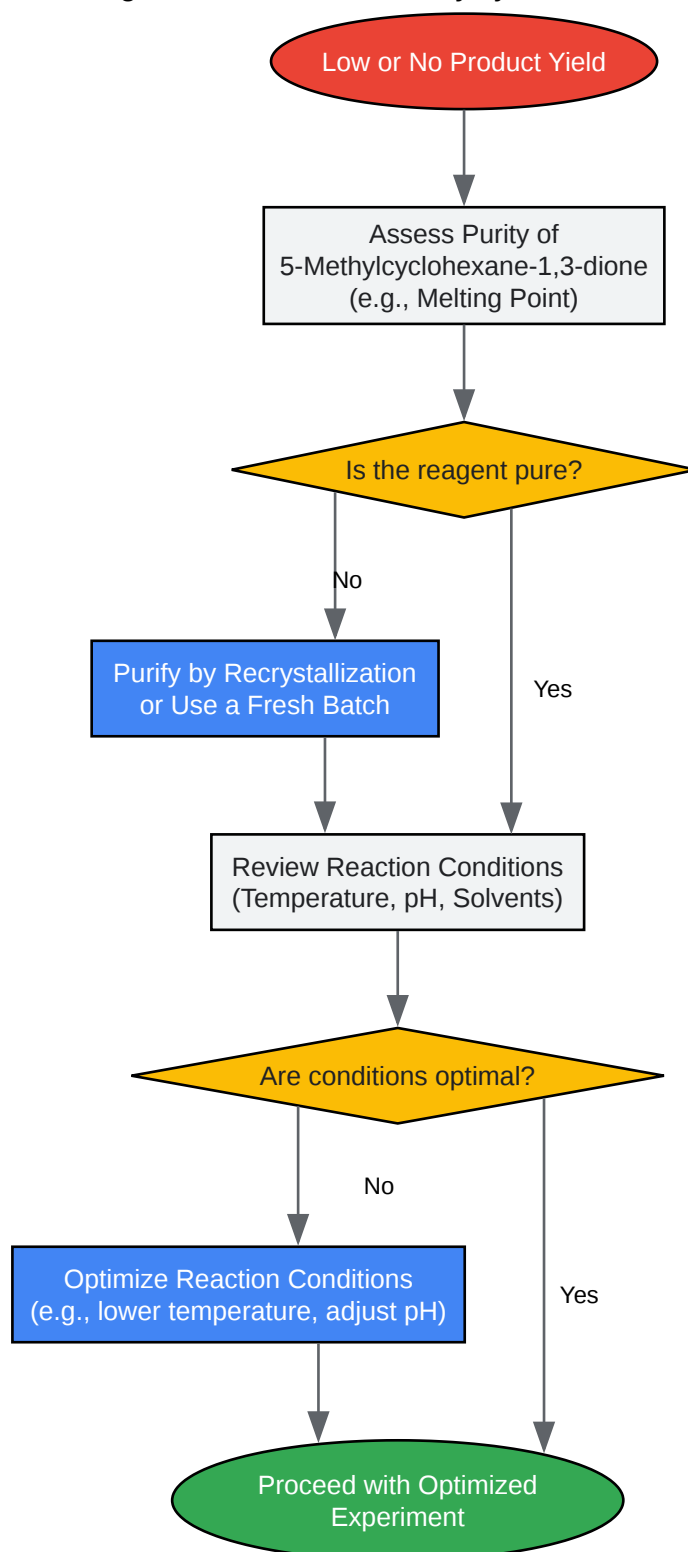 Low or No Product Yield
Assess Purity of
5-Methylcyclohexane-1,3-dione
(e.g., Melting Point)
Is the reagent pure?
No
Purify by Recrystallization
or Use a Fresh Batch
Yes
Review Reaction Conditions
(Temperature, pH, Solvents)
Are conditions optimal?
No
Optimize Reaction Conditions
(e.g., lower temperature, adjust pH)
Yes
Proceed with Optimized
Experiment